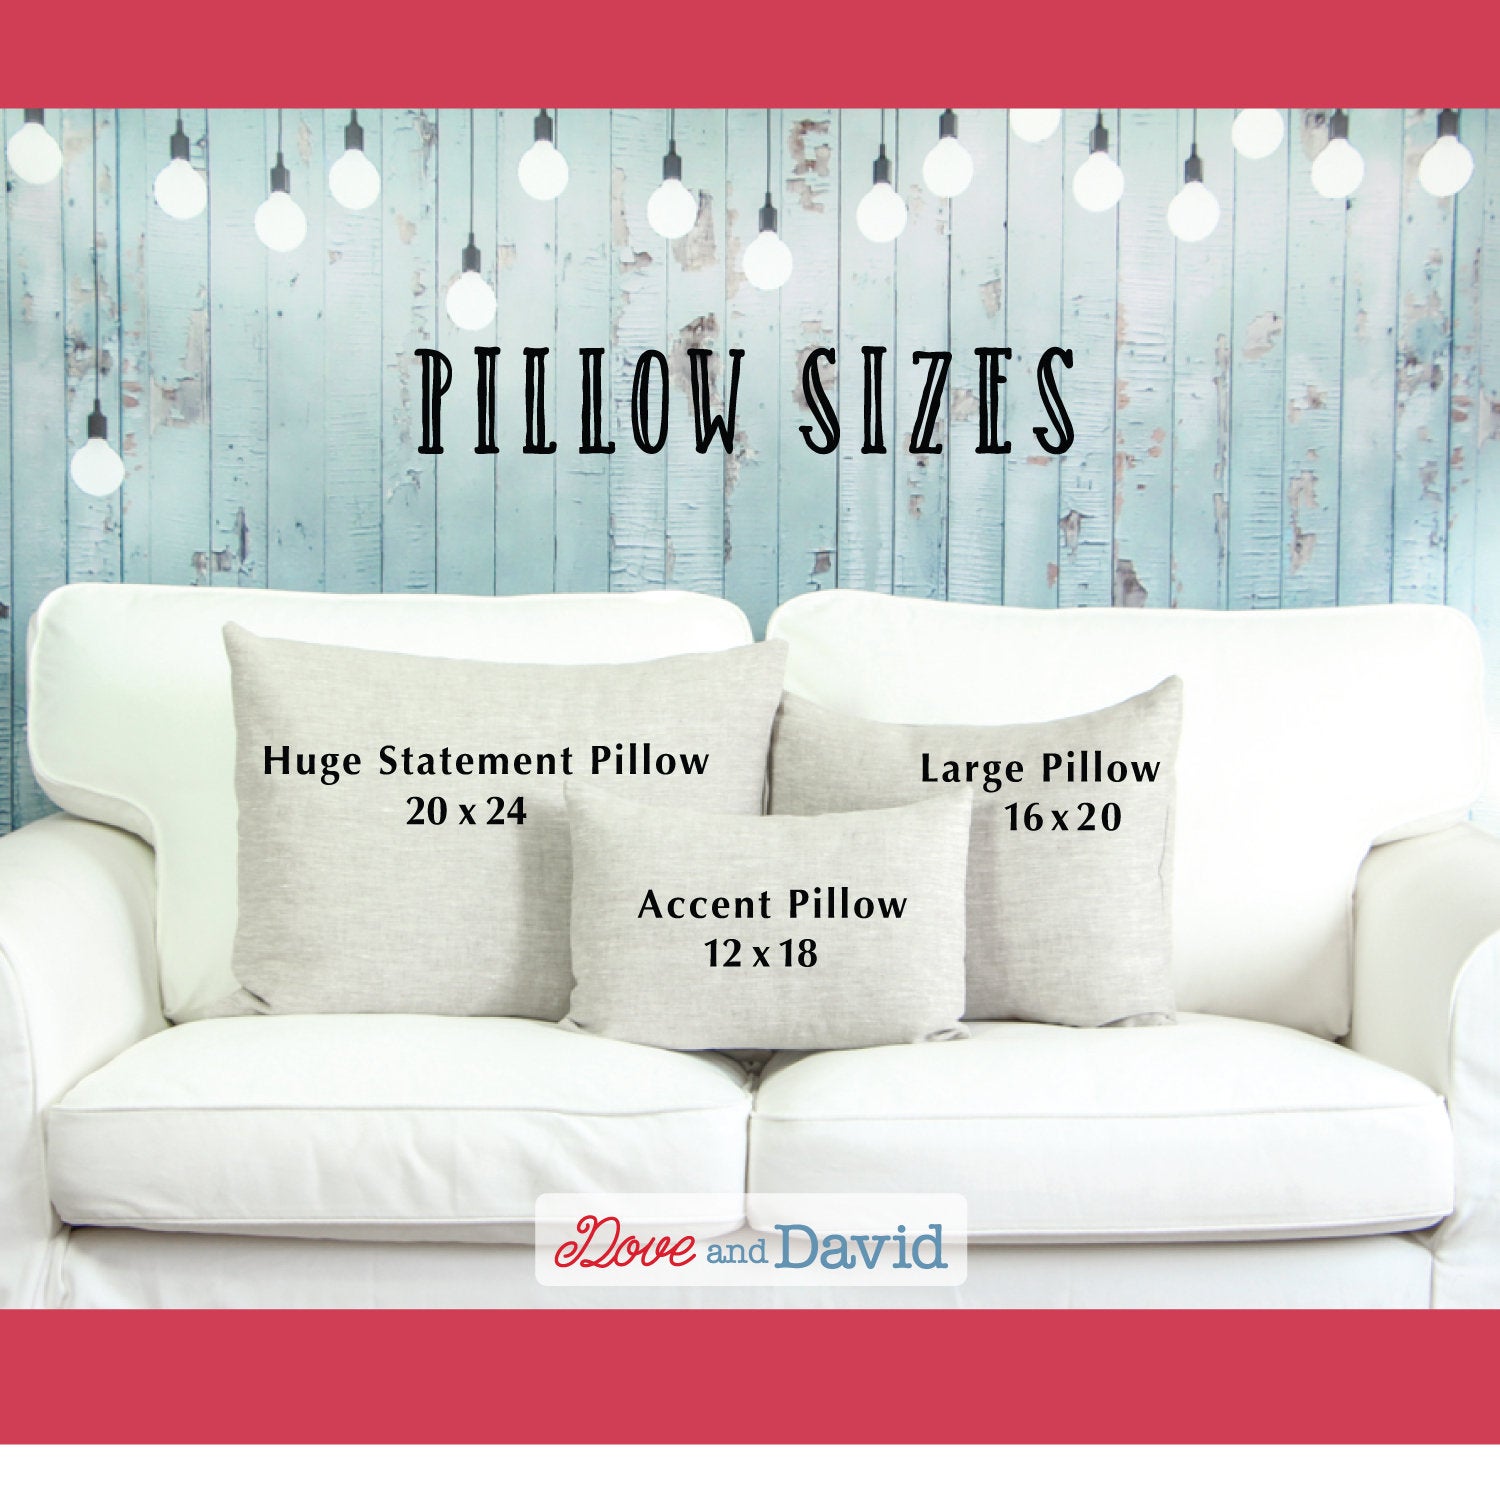 PILLOW SIZES
Huge Statement Pillow
20 x 24
Large Pillow
16 x 20
Accent Pillow
12 x 18
Dove and David